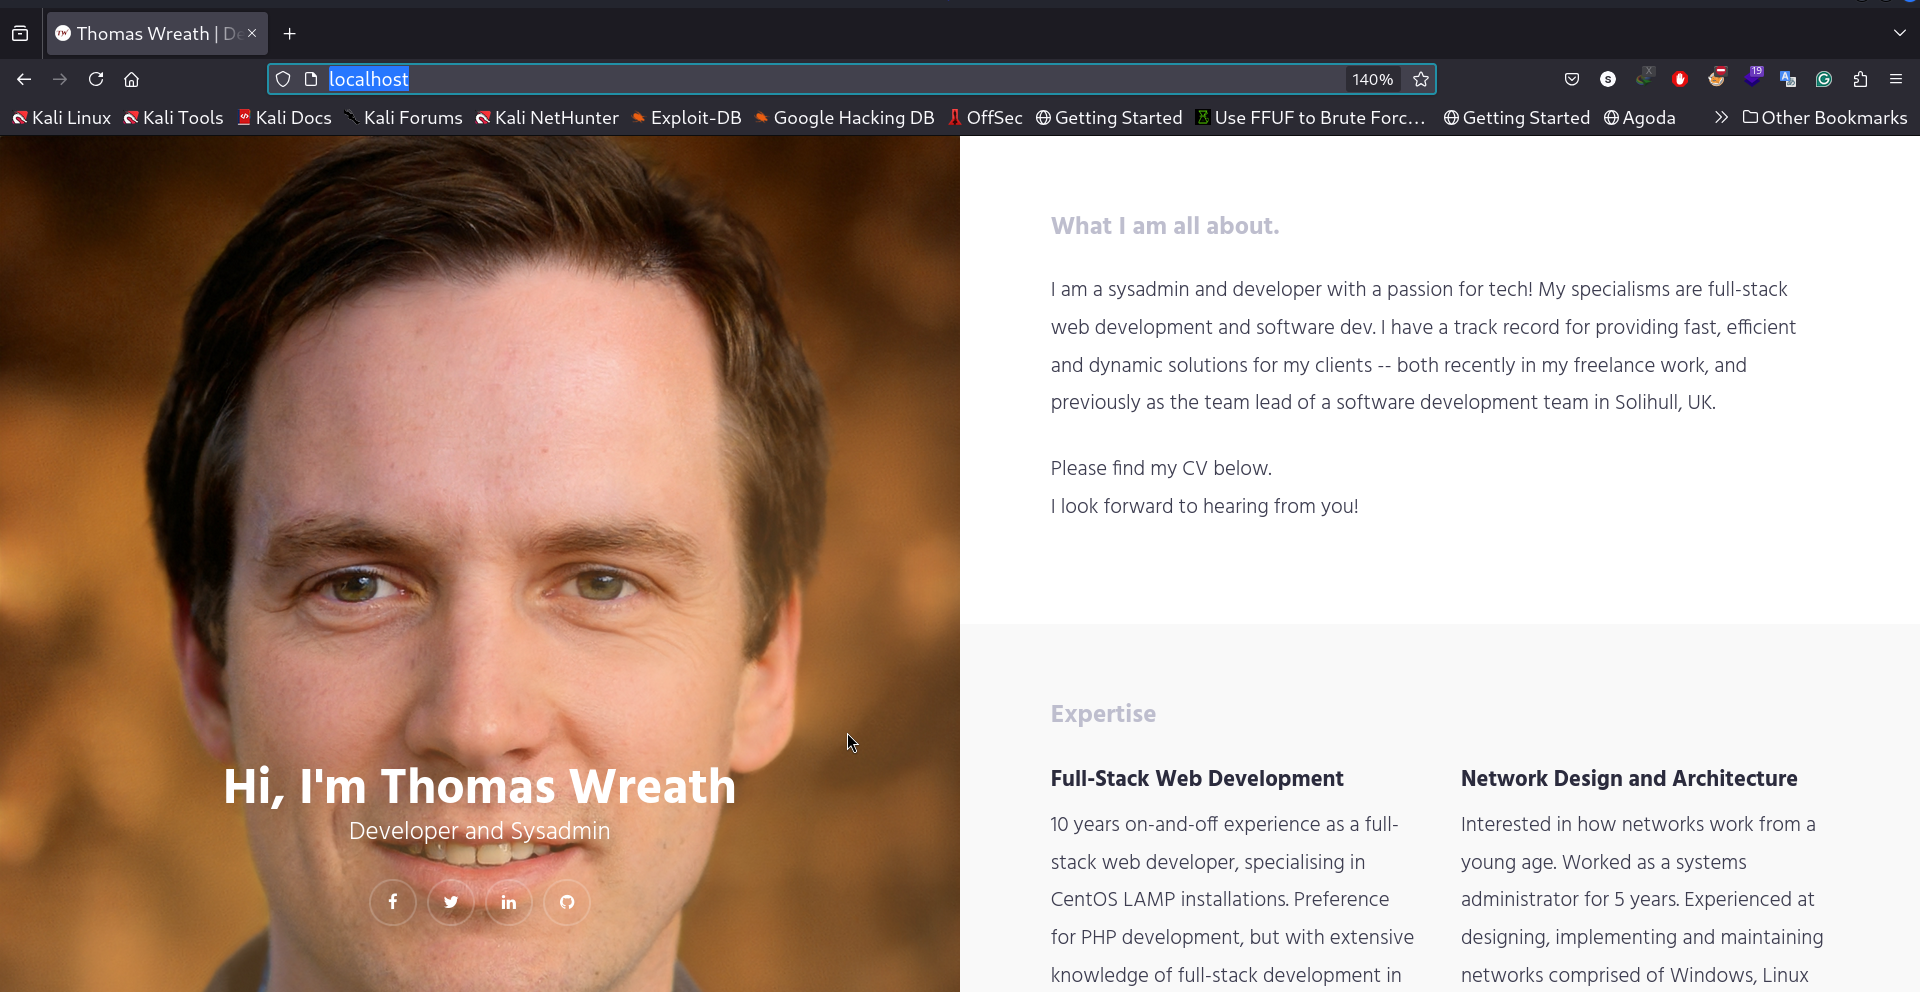 Thomas Wreath | De
localhost
140%
19
Kali Linux Kali Tools Kali Docs Kali Forums Kali NetHunter Exploit-DB Google Hacking DB OffSec Getting Started Use FFUF to Brute Forc… Getting Started Agoda Other Bookmarks
Hi, I'm Thomas Wreath
Developer and Sysadmin
What I am all about.
I am a sysadmin and developer with a passion for tech! My specialisms are full-stack
web development and software dev. I have a track record for providing fast, efficient
and dynamic solutions for my clients -- both recently in my freelance work, and
previously as the team lead of a software development team in Solihull, UK.
Please find my CV below.
I look forward to hearing from you!
Expertise
Full-Stack Web Development
10 years on-and-off experience as a full-
stack web developer, specialising in
CentOS LAMP installations. Preference
for PHP development, but with extensive
knowledge of full-stack development in
Network Design and Architecture
Interested in how networks work from a
young age. Worked as a systems
administrator for 5 years. Experienced at
designing, implementing and maintaining
networks comprised of Windows, Linux